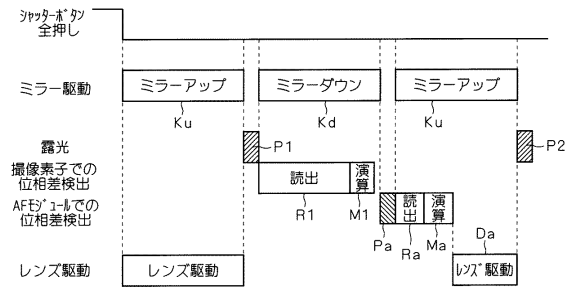 ｼｬｯﾀｰﾎﾞﾀﾝ
全押し
ミラー駆動
ミラーアップ
ミラーダウン
ミラーアップ
Ku
Kd
Ku
露光
P1
P2
撮像素子での
位相差検出
読出
演算
R1
M1
AFﾓｼﾞｭｰﾙでの
位相差検出
読出
演算
Pa
Ra
Ma
Da
レンズ駆動
レンズ駆動
ﾚﾝｽﾞ駆動